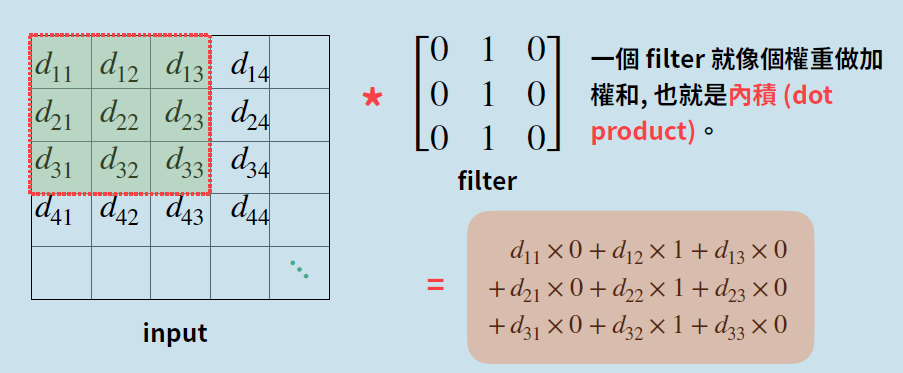 d₁₁ d₁₂ d₁₃ d₁₄
d₂₁ d₂₂ d₂₃ d₂₄
d₃₁ d₃₂ d₃₃ d₃₄
d₄₁ d₄₂ d₄₃ d₄₄
⋱
input
*
0 1 0
0 1 0
0 1 0
filter
一個 filter 就像個權重做加
權和, 也就是內積 (dot
product)。
=
d₁₁ × 0 + d₁₂ × 1 + d₁₃ × 0
+ d₂₁ × 0 + d₂₂ × 1 + d₂₃ × 0
+ d₃₁ × 0 + d₃₂ × 1 + d₃₃ × 0